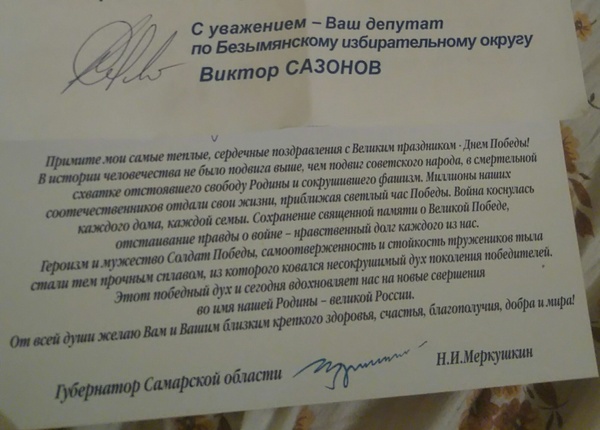 С уважением – Ваш депутат
по Безымянскому избирательному округу
Виктор САЗОНОВ
Примите мои самые теплые, сердечные поздравления с Великим праздником - Днем Победы!
В истории человечества не было подвига выше, чем подвиг советского народа, в смертельной
схватке отстоявшего свободу Родины и сокрушившего фашизм. Миллионы наших
соотечественников отдали свои жизни, приближая светлый час Победы. Война коснулась
каждого дома, каждой семьи. Сохранение священной памяти о Великой Победе,
отстаивание правды о войне – нравственный долг каждого из нас.
Героизм и мужество Солдат Победы, самоотверженность и стойкость тружеников тыла
стали тем прочным сплавом, из которого ковался несокрушимый дух поколения победителей.
Этот победный дух и сегодня вдохновляет нас на новые свершения
во имя нашей Родины – великой России.
От всей души желаю Вам и Вашим близким крепкого здоровья, счастья, благополучия, добра и мира!
Губернатор Самарской области Н.И.Меркушкин